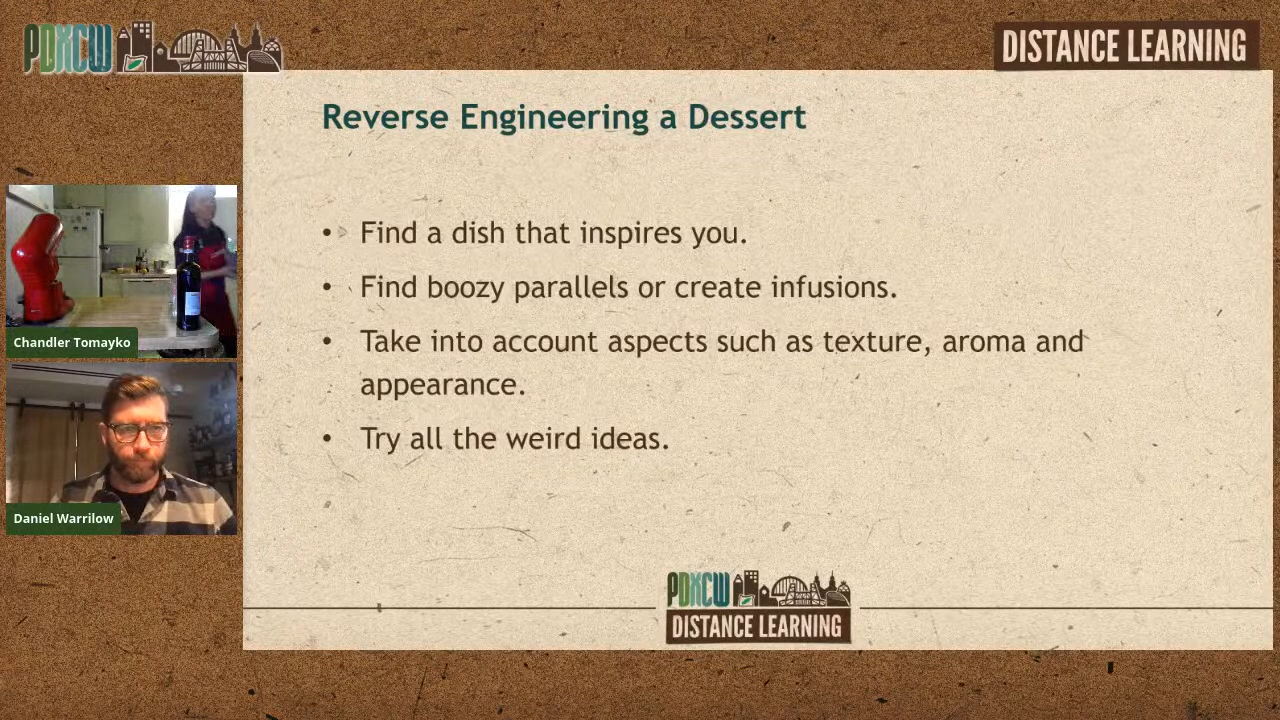 PDXCW
DISTANCE LEARNING
Reverse Engineering a Dessert
• Find a dish that inspires you.
• Find boozy parallels or create infusions.
• Take into account aspects such as texture, aroma and
appearance.
• Try all the weird ideas.
Chandler Tomayko
Daniel Warrilow
PDXCW
DISTANCE LEARNING